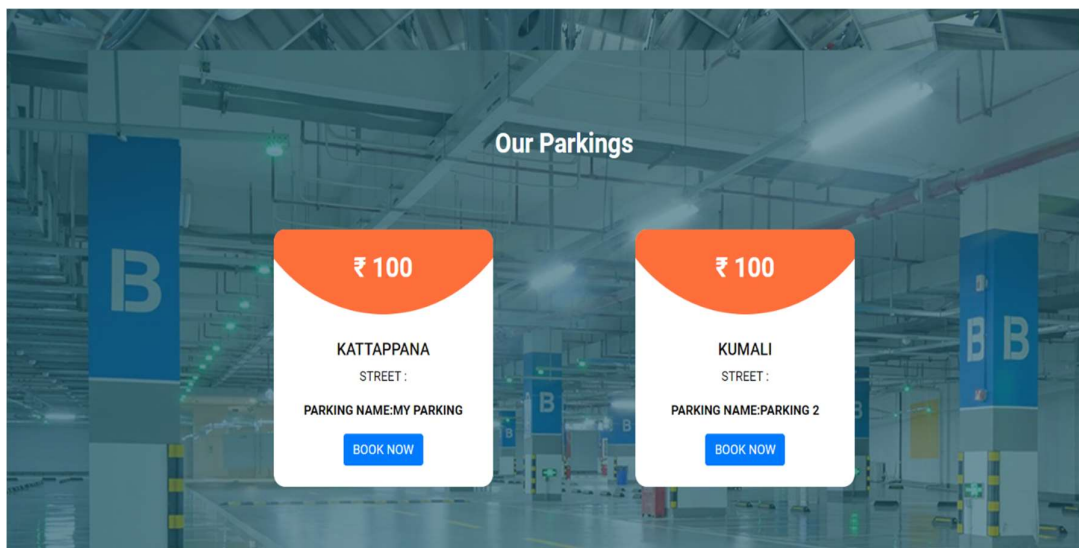 Our Parkings
₹ 100
KATTAPPANA
STREET :
PARKING NAME:MY PARKING
BOOK NOW
₹ 100
KUMALI
STREET :
PARKING NAME:PARKING 2
BOOK NOW
B
B
B
B
B
B